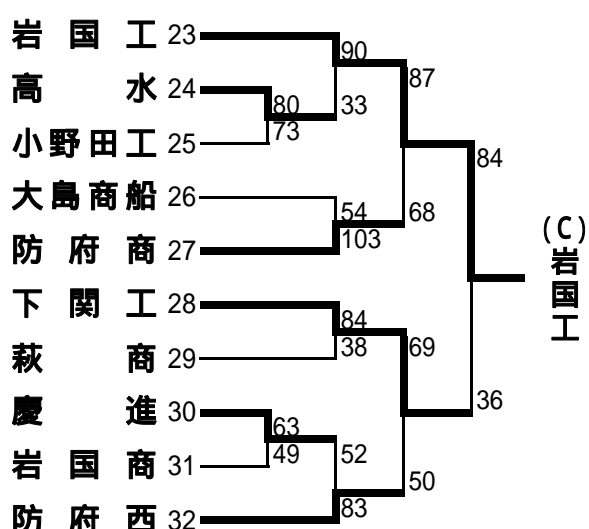 岩国工 23
90
87
高水 24
80
33
73
小野田工 25
84
大島商船 26
54
68
103
防府商 27
(C)岩国工
下関工 28
84
69
38
萩商 29
36
慶進 30
63
49
52
岩国商 31
50
83
防府西 32